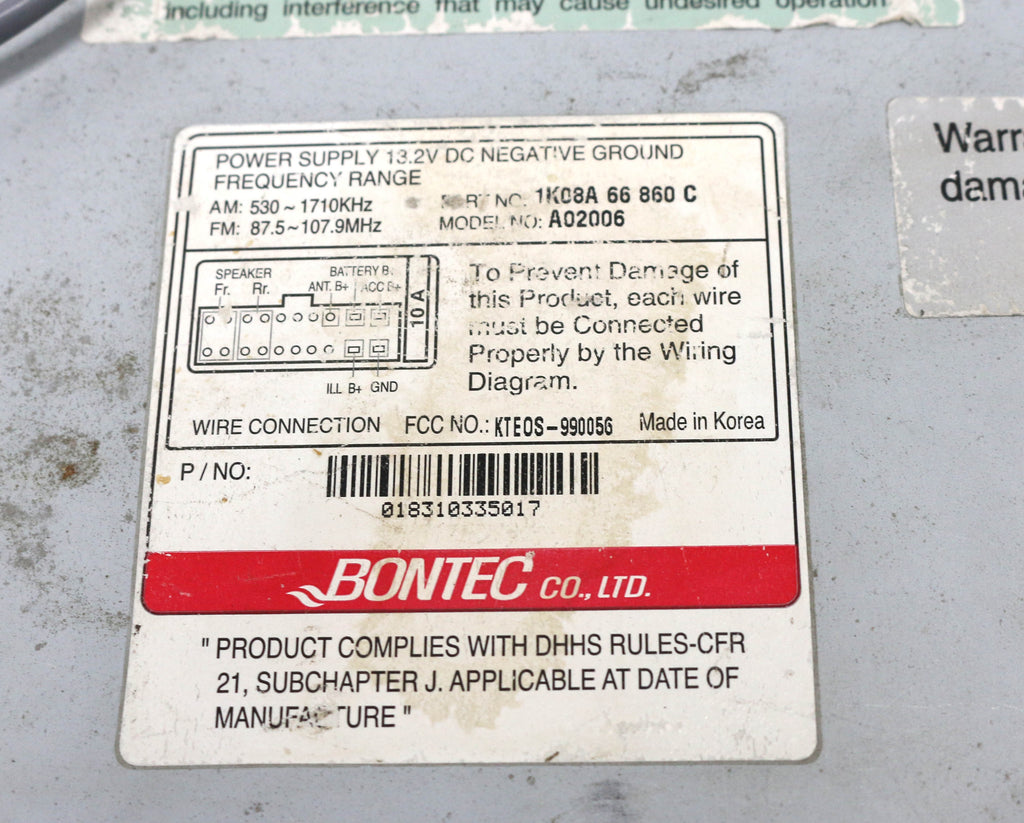 including interference that may cause undesired operation
POWER SUPPLY 13.2V DC NEGATIVE GROUND
FREQUENCY RANGE
AM: 530~1710KHz
FM: 87.5~107.9MHz
PART NO: 1K08A 66 860 C
MODEL NO: A02006
SPEAKER
Fr. Rr.
BATTERY B+
ANT. B+ ACC B+
10A
ILL B+ GND
To Prevent Damage of
this Product, each wire
must be Connected
Properly by the Wiring
Diagram.
WIRE CONNECTION FCC NO.: KTEOS-990056 Made in Korea
P / NO:
018310335017
BONTEC CO., LTD.
" PRODUCT COMPLIES WITH DHHS RULES-CFR
21, SUBCHAPTER J. APPLICABLE AT DATE OF
MANUFACTURE "
Warr
dam